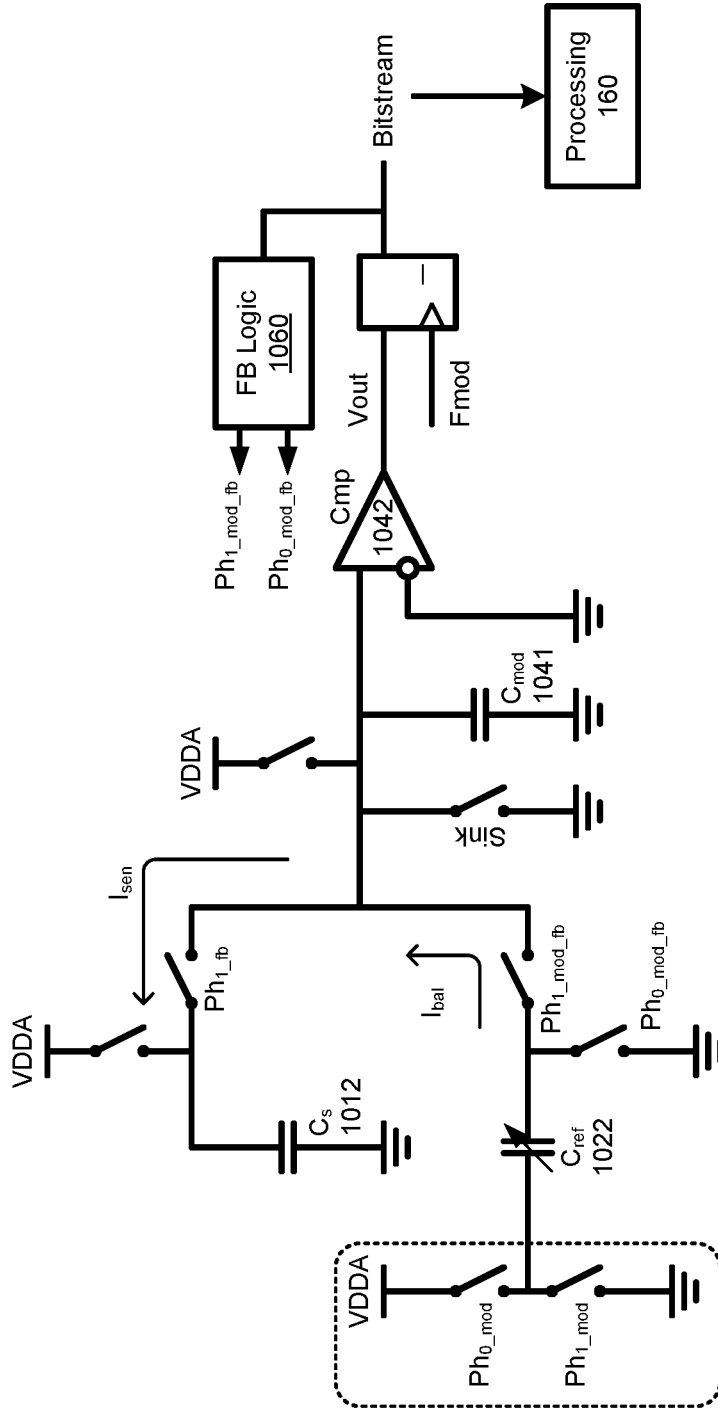 VDDA
Ph0_mod
Ph1_mod
Cref
1022
Cs
1012
VDDA
Ph1_fb
Isen
Ibal
Ph1_mod_fb
Ph0_mod_fb
VDDA
Sink
Cmod
1041
Cmp
1042
Vout
Fmod
Ph1_mod_fb
Ph0_mod_fb
FB Logic
1060
Bitstream
Processing
160